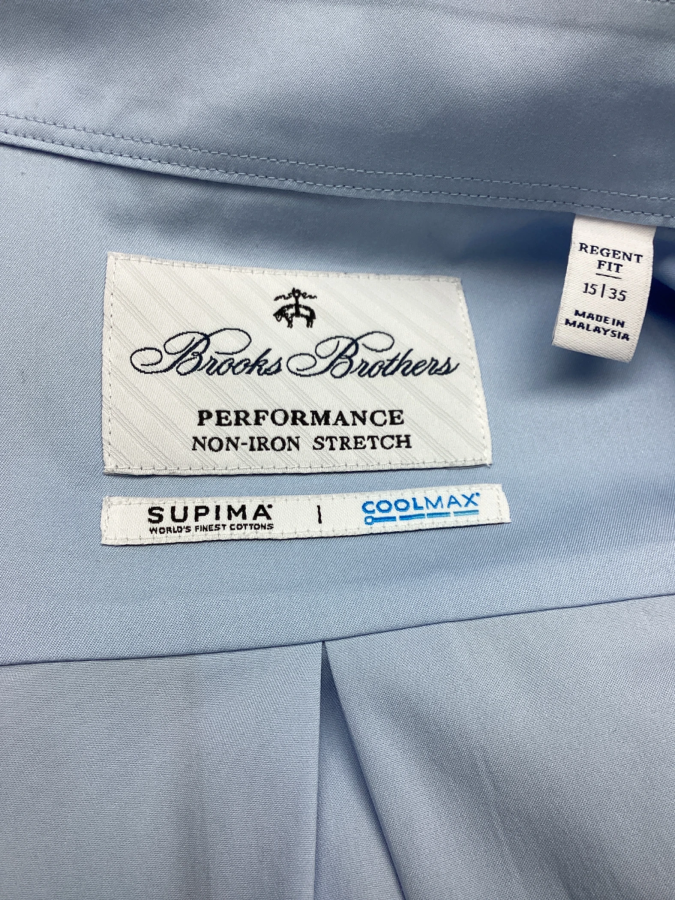 REGENT
FIT
15|35
MADE IN
MALAYSIA
Brooks Brothers
PERFORMANCE
NON-IRON STRETCH
SUPIMA® | COOLMAX®
WORLD'S FINEST COTTONS